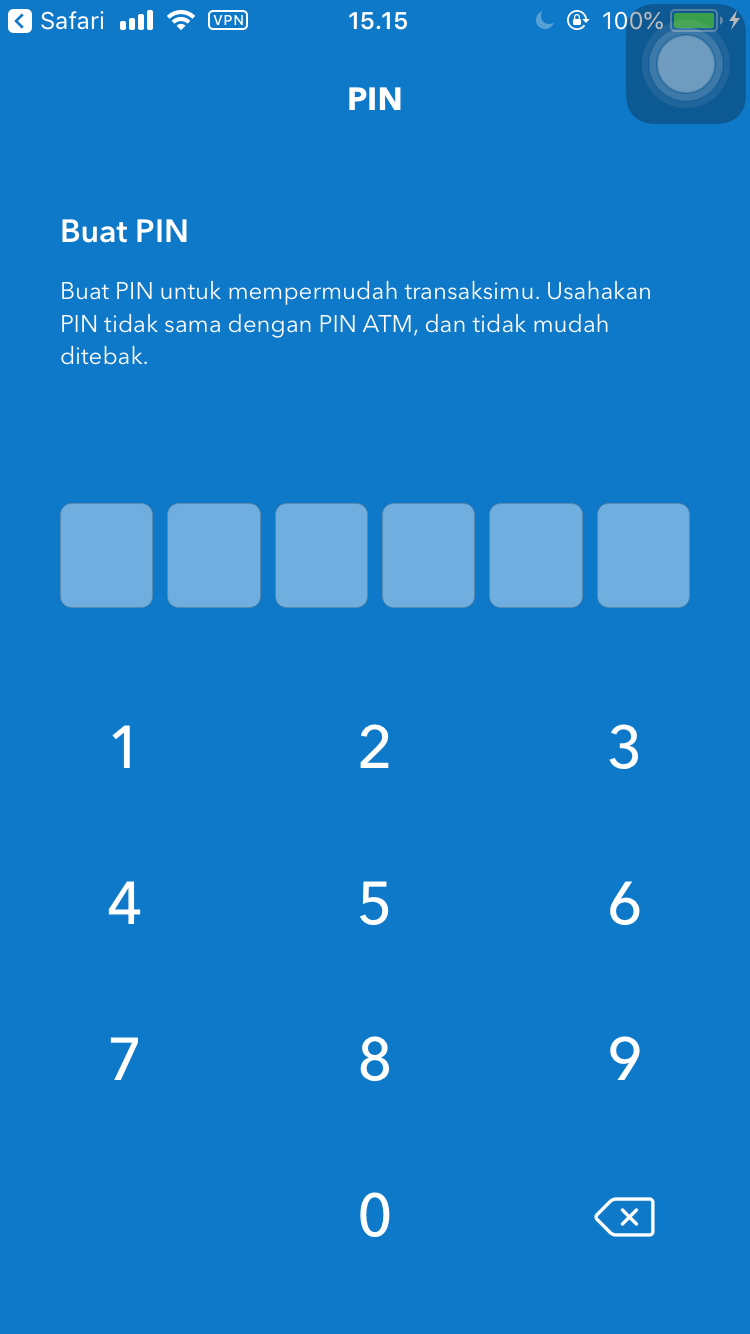 Safari VPN 15.15 100%
PIN
Buat PIN
Buat PIN untuk mempermudah transaksimu. Usahakan
PIN tidak sama dengan PIN ATM, dan tidak mudah
ditebak.
1 2 3
4 5 6
7 8 9
0